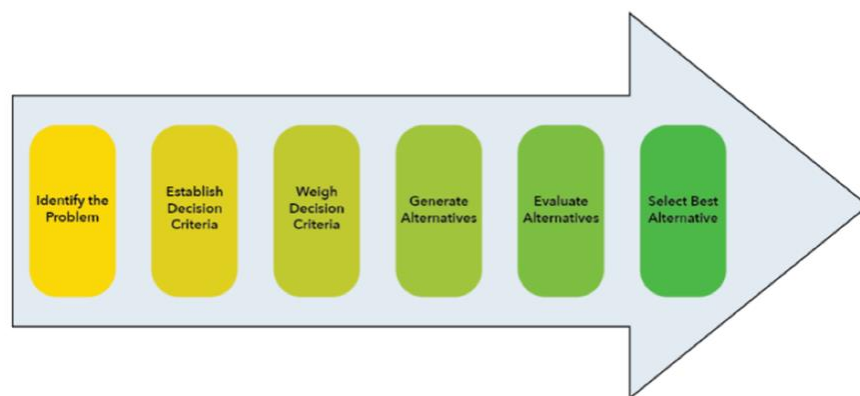 Identify the
Problem
Establish
Decision
Criteria
Weigh
Decision
Criteria
Generate
Alternatives
Evaluate
Alternatives
Select Best
Alternative